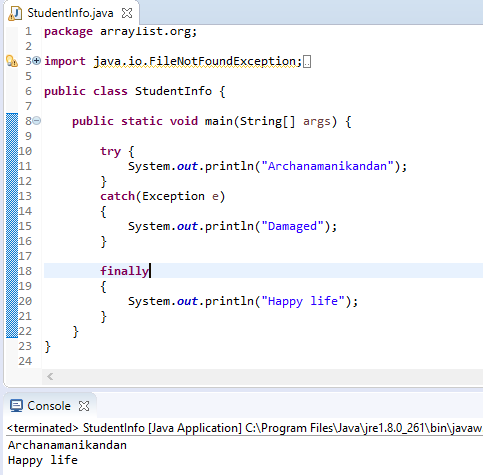 StudentInfo.java
1 package arraylist.org;
2
3 import java.io.FileNotFoundException;
5
6 public class StudentInfo {
7
8 public static void main(String[] args) {
9
10 try {
11 System.out.println("Archanamanikandan");
12 }
13 catch(Exception e)
14 {
15 System.out.println("Damaged");
16 }
17
18 finally
19 {
20 System.out.println("Happy life");
21 }
22 }
23 }
24
Console
<terminated> StudentInfo [Java Application] C:\Program Files\Java\jre1.8.0_261\bin\javaw
Archanamanikandan
Happy life